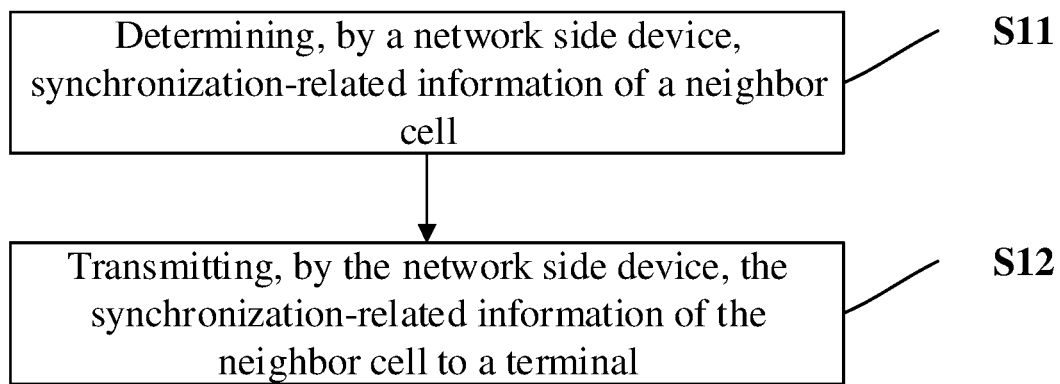 Determining, by a network side device,
synchronization-related information of a neighbor
cell
S11
Transmitting, by the network side device, the
synchronization-related information of the
neighbor cell to a terminal
S12